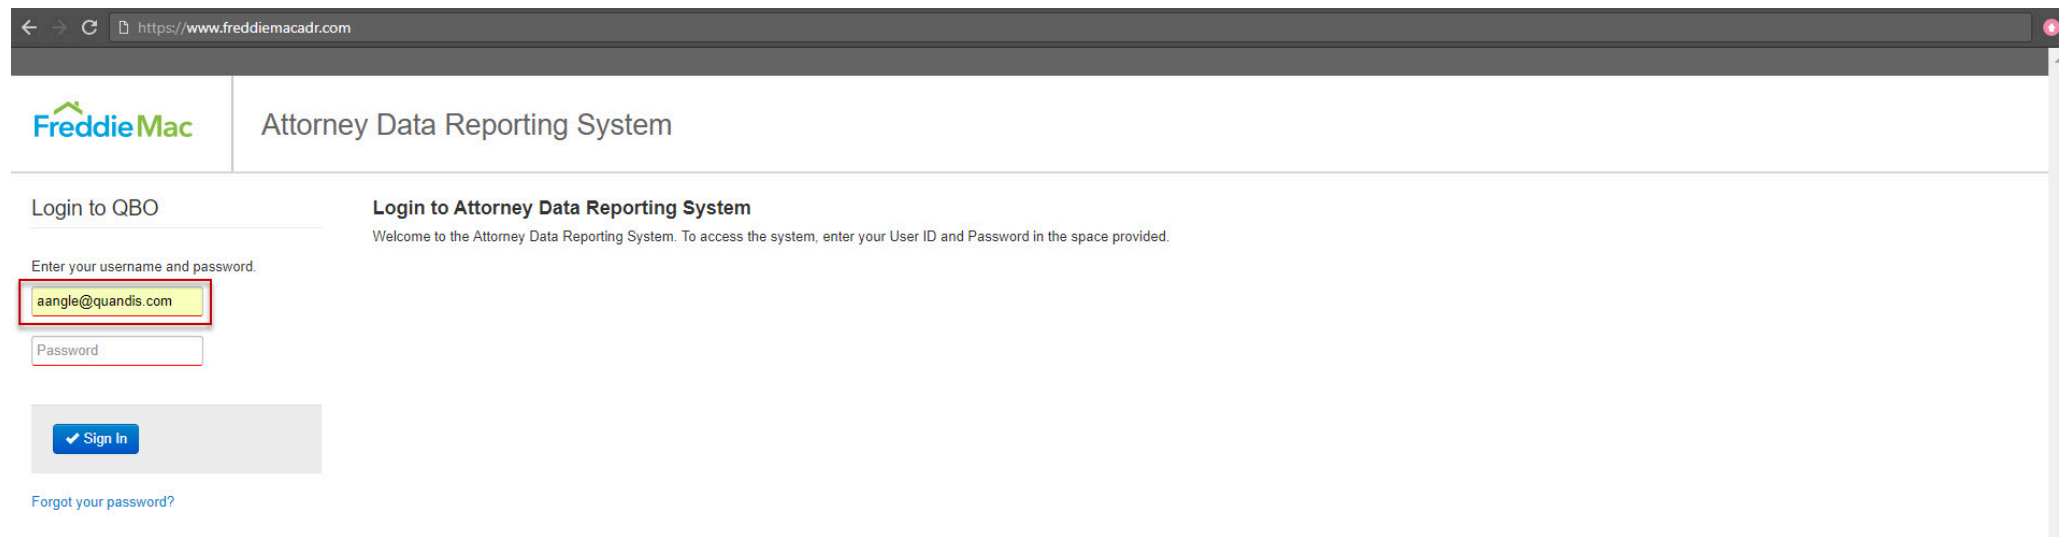 https://www.freddiemacadr.com
Freddie Mac
Attorney Data Reporting System
Login to QBO
Enter your username and password.
aangle@quandis.com
Password
Sign In
Forgot your password?
Login to Attorney Data Reporting System
Welcome to the Attorney Data Reporting System. To access the system, enter your User ID and Password in the space provided.